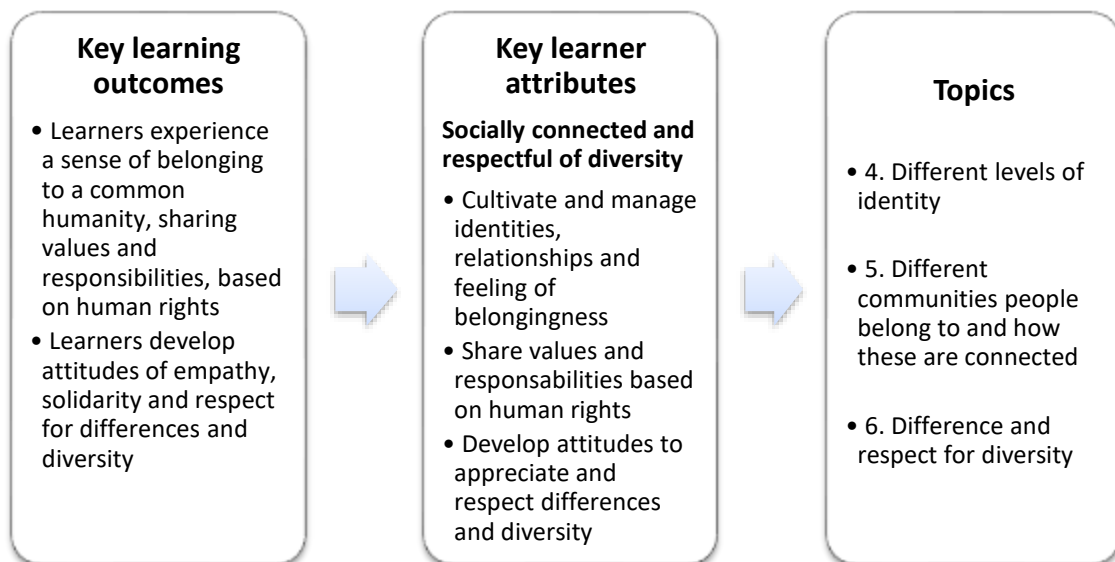 Key learning
outcomes
• Learners experience
a sense of belonging
to a common
humanity, sharing
values and
responsibilities, based
on human rights
• Learners develop
attitudes of empathy,
solidarity and respect
for differences and
diversity
Key learner
attributes
Socially connected and
respectful of diversity
• Cultivate and manage
identities,
relationships and
feeling of
belongingness
• Share values and
responsabilities based
on human rights
• Develop attitudes to
appreciate and
respect differences
and diversity
Topics
• 4. Different levels of
identity
• 5. Different
communities people
belong to and how
these are connected
• 6. Difference and
respect for diversity